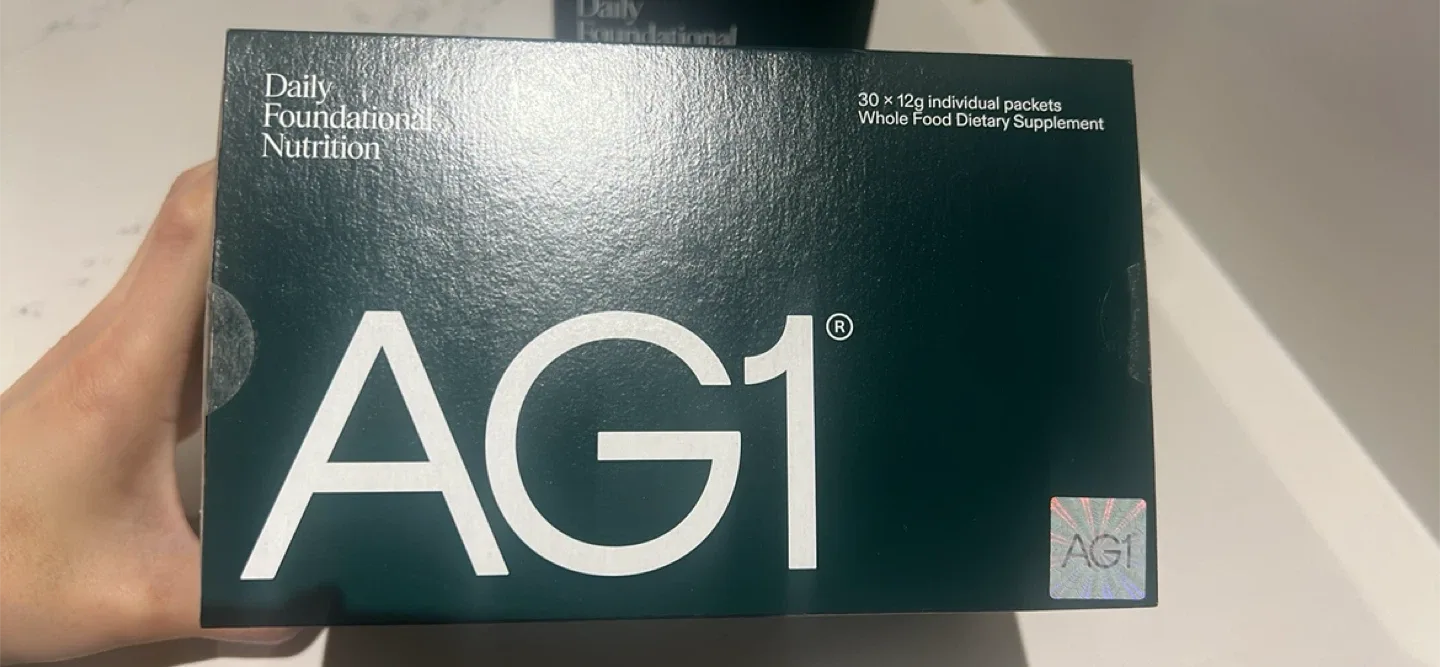 Daily
Foundational
Daily
Foundational
Nutrition
30 × 12g individual packets
Whole Food Dietary Supplement
AG1®
AG1